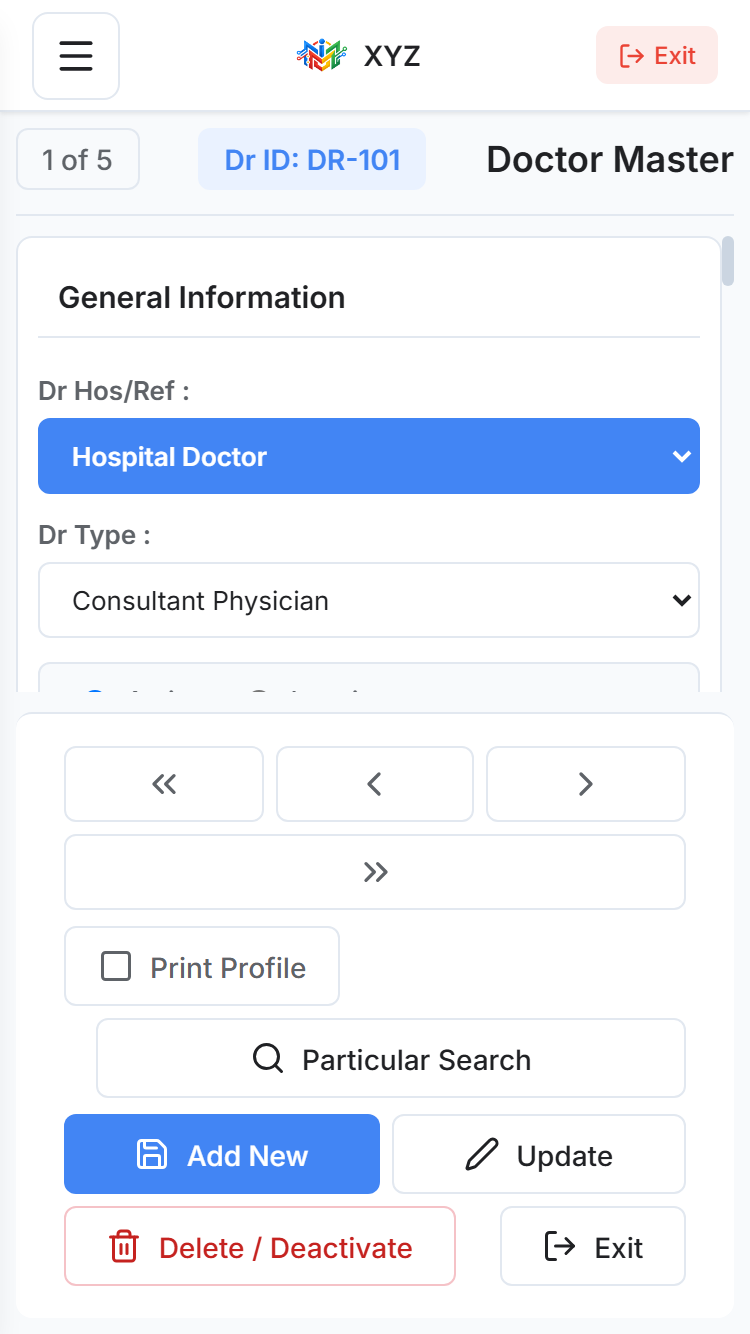 XYZ
Exit
1 of 5
Dr ID: DR-101
Doctor Master
General Information
Dr Hos/Ref :
Hospital Doctor
Dr Type :
Consultant Physician
Print Profile
Particular Search
Add New
Update
Delete / Deactivate
Exit